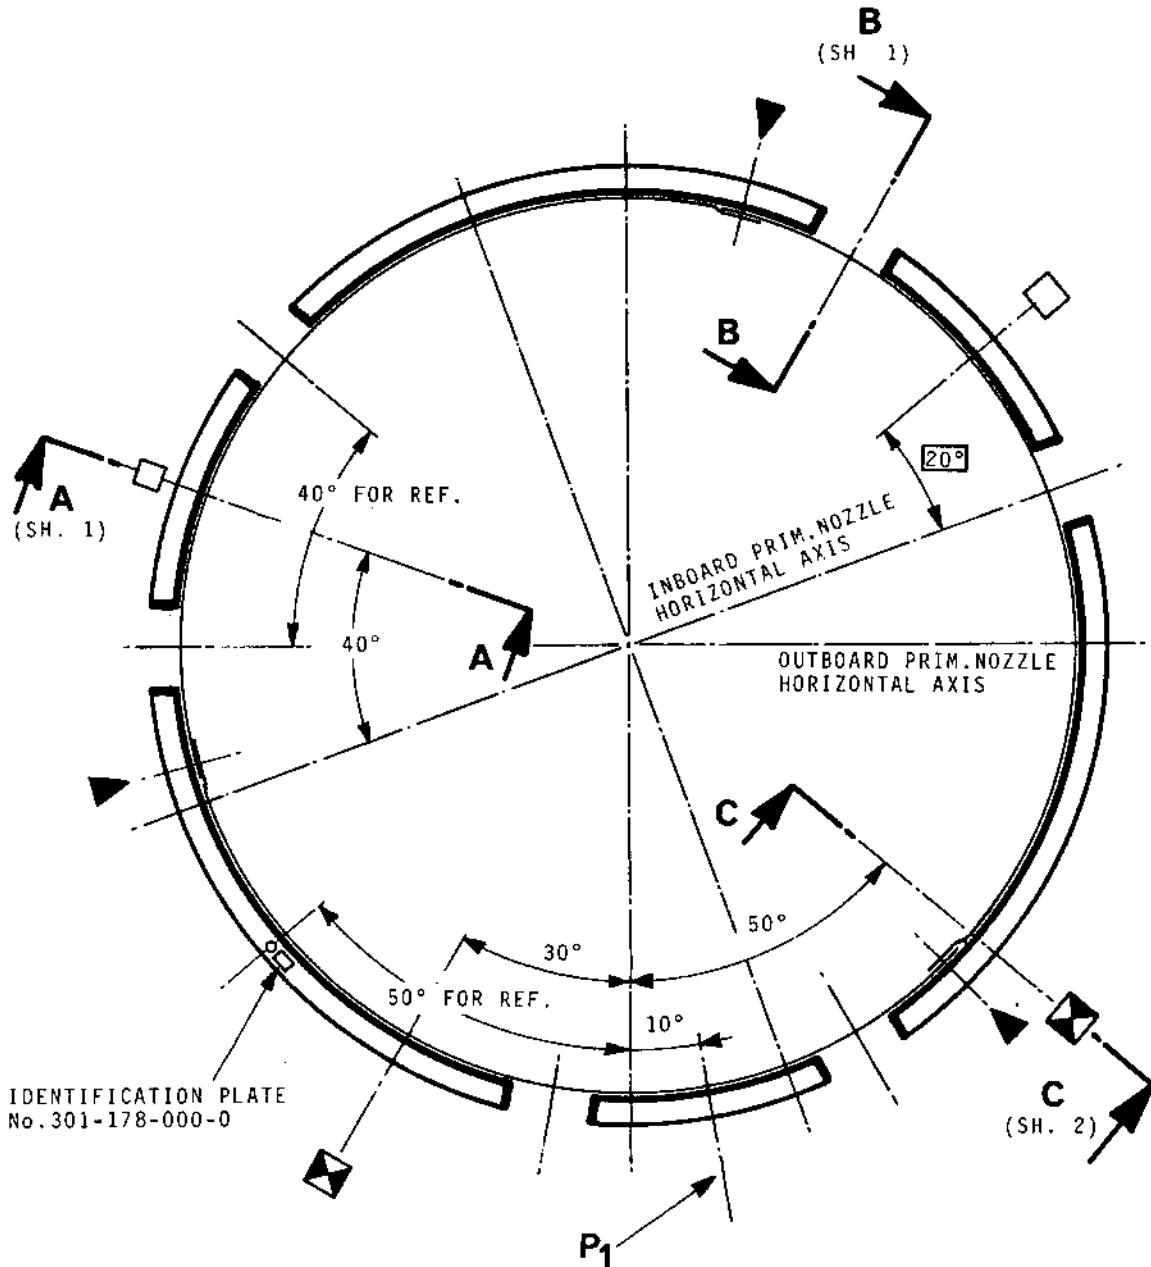 B
(SH 1)
B
20°
A
(SH. 1)
40° FOR REF.
INBOARD PRIM.NOZZLE
HORIZONTAL AXIS
40°
A
OUTBOARD PRIM.NOZZLE
HORIZONTAL AXIS
C
50°
30°
50° FOR REF.
10°
IDENTIFICATION PLATE
No.301-178-000-0
C
(SH. 2)
P1